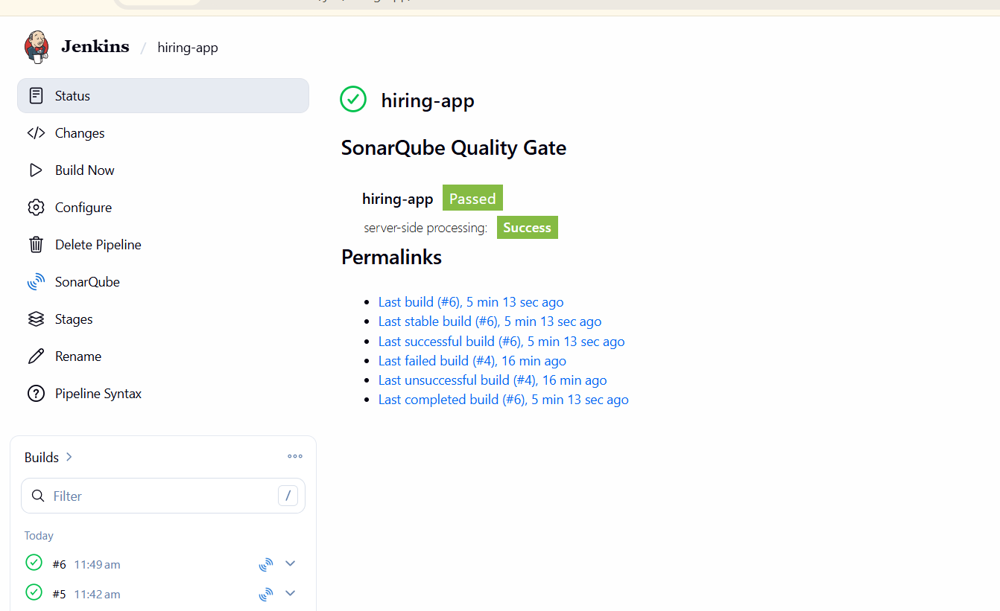 Jenkins / hiring-app
Status
Changes
Build Now
Configure
Delete Pipeline
SonarQube
Stages
Rename
Pipeline Syntax
Builds
Filter /
Today
#6 11:49 am
#5 11:42 am
hiring-app
SonarQube Quality Gate
hiring-app Passed
server-side processing: Success
Permalinks
Last build (#6), 5 min 13 sec ago
Last stable build (#6), 5 min 13 sec ago
Last successful build (#6), 5 min 13 sec ago
Last failed build (#4), 16 min ago
Last unsuccessful build (#4), 16 min ago
Last completed build (#6), 5 min 13 sec ago